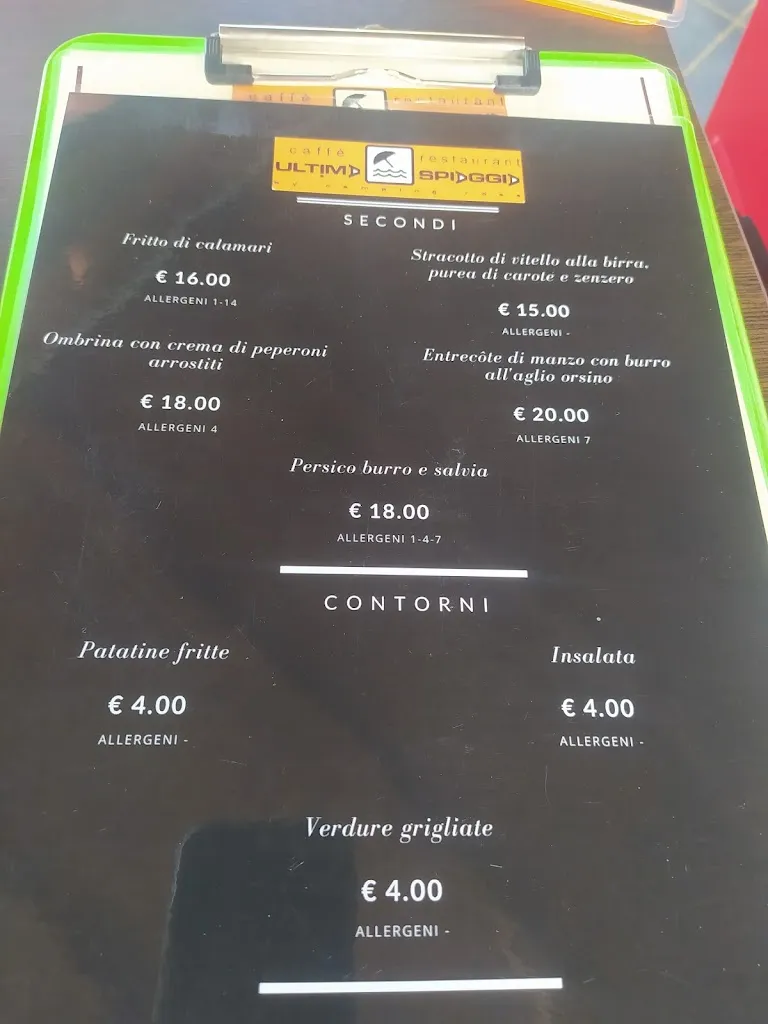 caffè restaurant
caffè restaurant
ULTIMA SPIAGGIA
SECONDI
Fritto di calamari
€ 16.00
ALLERGENI 1-14
Stracotto di vitello alla birra,
purea di carote e zenzero
€ 15.00
ALLERGENI -
Ombrina con crema di peperoni
arrostiti
€ 18.00
ALLERGENI 4
Entrecôte di manzo con burro
all'aglio orsino
€ 20.00
ALLERGENI 7
Persico burro e salvia
€ 18.00
ALLERGENI 1-4-7
CONTORNI
Patatine fritte
€ 4.00
ALLERGENI -
Insalata
€ 4.00
ALLERGENI -
Verdure grigliate
€ 4.00
ALLERGENI -